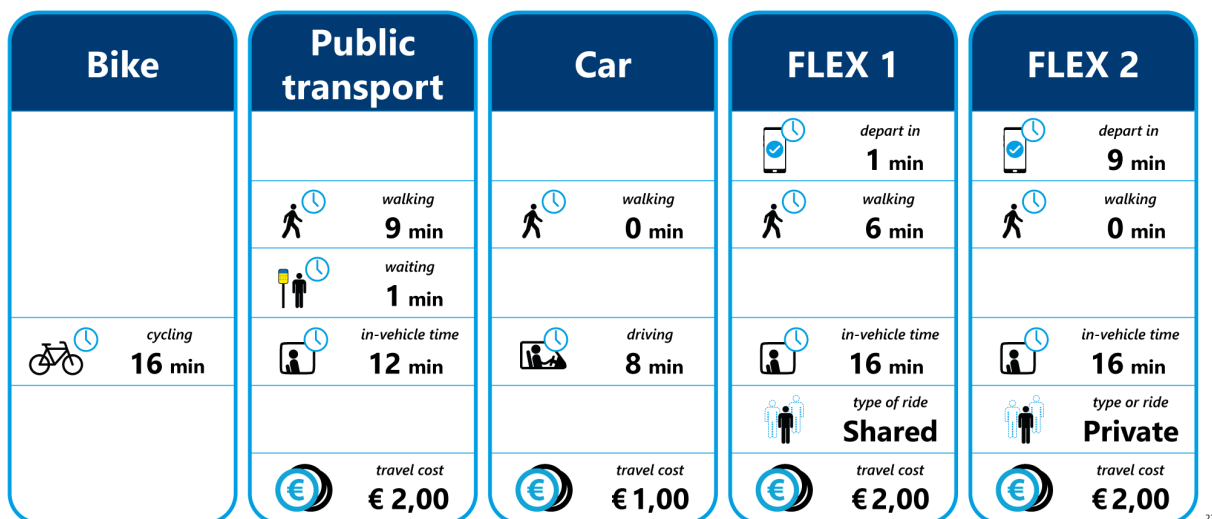 Bike
Public
transport
Car
FLEX 1
FLEX 2
depart in
1 min
depart in
9 min
walking
9 min
walking
0 min
walking
6 min
walking
0 min
waiting
1 min
cycling
16 min
in-vehicle time
12 min
driving
8 min
in-vehicle time
16 min
in-vehicle time
16 min
type of ride
Shared
type or ride
Private
€
travel cost
€ 2,00
€
travel cost
€ 1,00
€
travel cost
€ 2,00
€
travel cost
€ 2,00